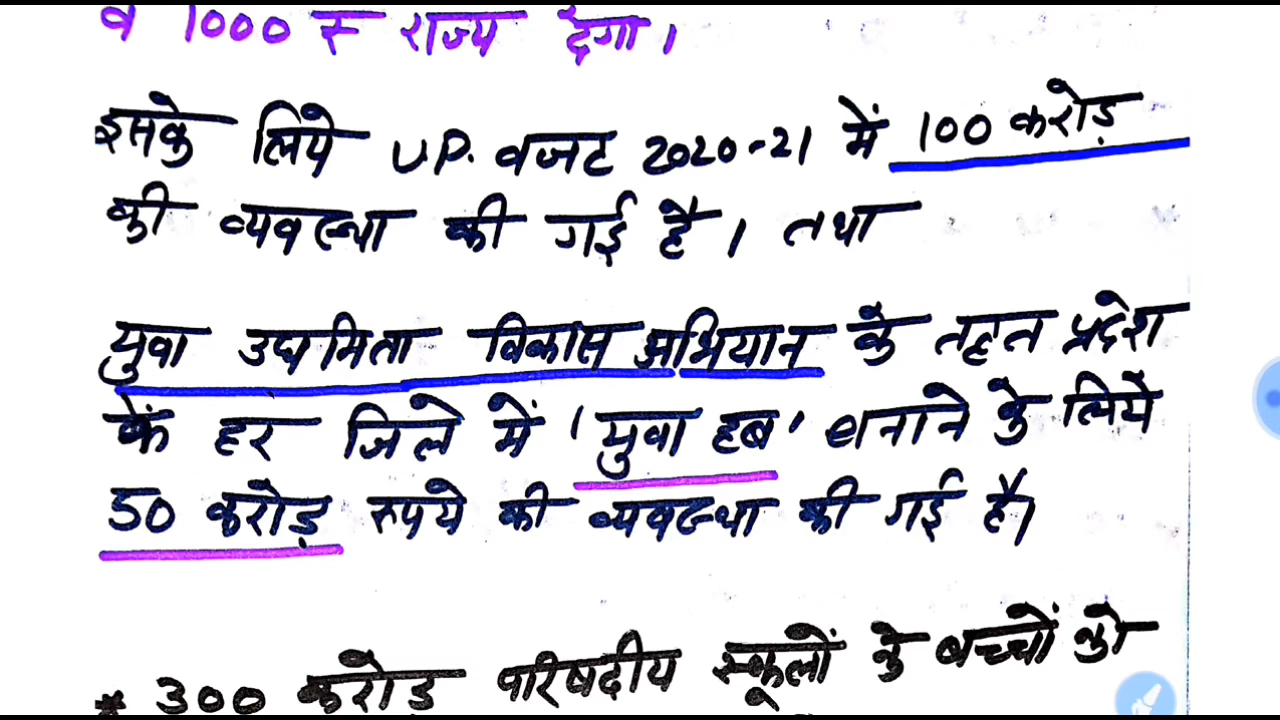 व 1000 रु राज्य देगा।
इसके लिये U.P. बजट 2020-21 में 100 करोड़
की व्यवस्था की गई है। तथा
युवा उद्यमिता विकास अभियान के तहत प्रदेश
के हर जिले में 'युवा हब' बनाने के लिये
50 करोड़ रुपये की व्यवस्था की गई है।
* 300 करोड़ परिषदीय स्कूलों के बच्चों को